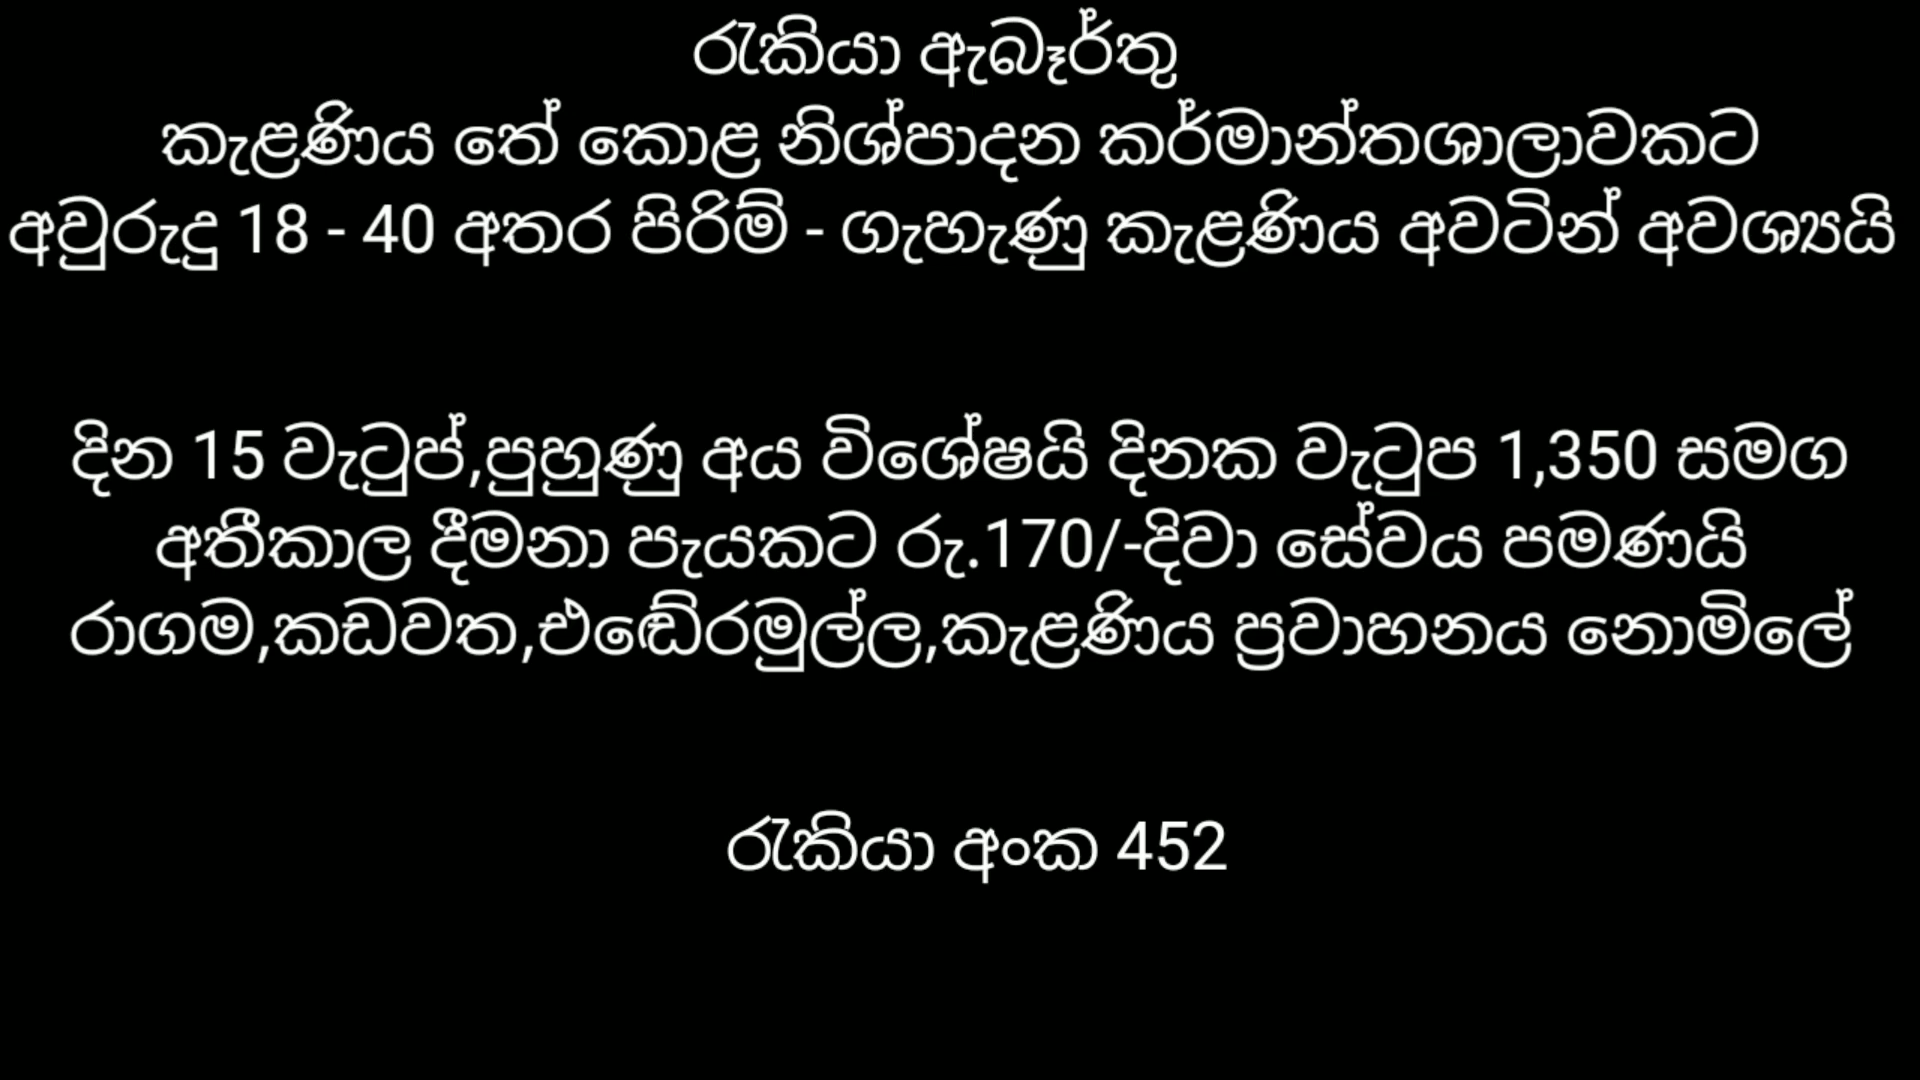 රැකියා ඇබෑර්තු
කැළණිය තේ කොළ නිශ්පාදන කර්මාන්තශාලාවකට
අවුරුදු 18 - 40 අතර පිරිමි - ගැහැණු කැළණිය අවටින් අවශ්‍යයි
දින 15 වැටුප්,පුහුණු අය විශේෂයි දිනක වැටුප 1,350 සමග
අතීකාල දීමනා පැයකට රු.170/-දිවා සේවය පමණයි
රාගම,කඩවත,එඬේරමුල්ල,කැළණිය ප්‍රවාහනය නොමිලේ
රැකියා අංක 452